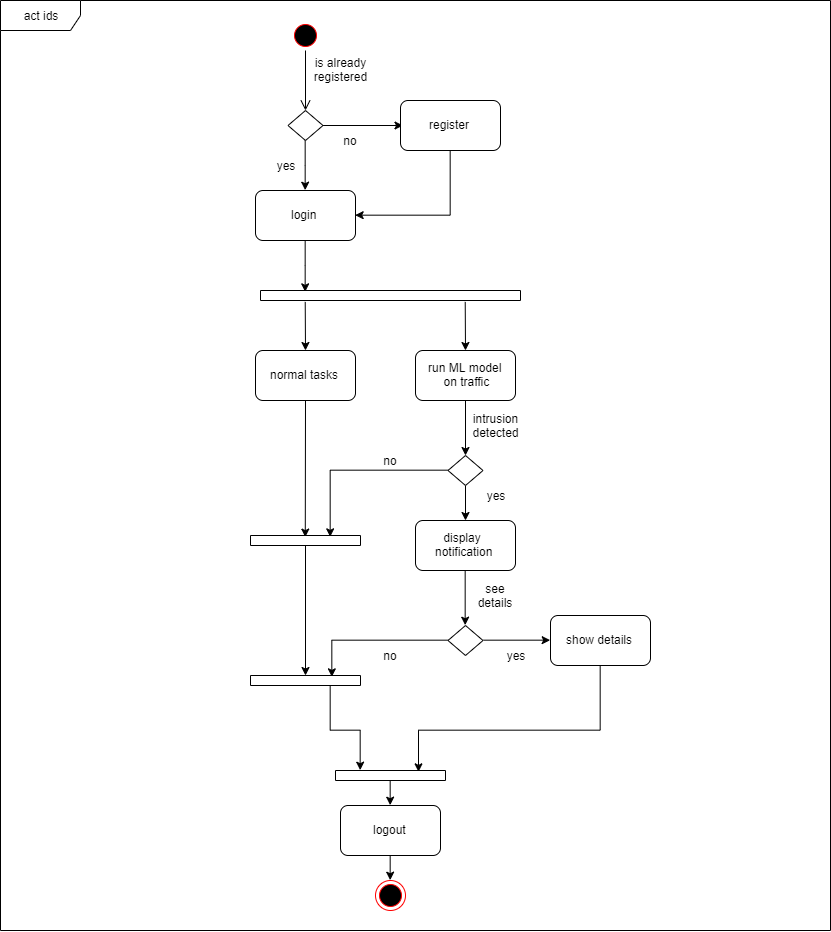 act ids
is already
registered
register
no
yes
login
normal tasks
run ML model
on traffic
intrusion
detected
no
yes
display
notification
see
details
show details
no
yes
logout